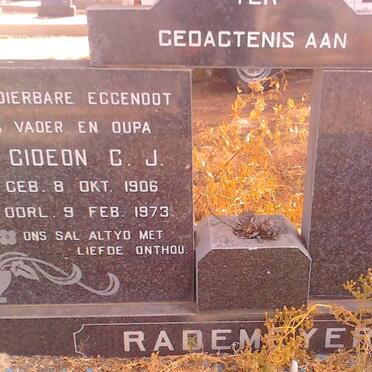 TER
GEDACTENIS AAN
DIERBARE EGGENOOT
VADER EN OUPA
GIDEON C. J.
GEB. 8 OKT. 1906
OORL. 9 FEB. 1973.
ONS SAL ALTYD MET
LIEFDE ONTHOU.
RADEMEYER